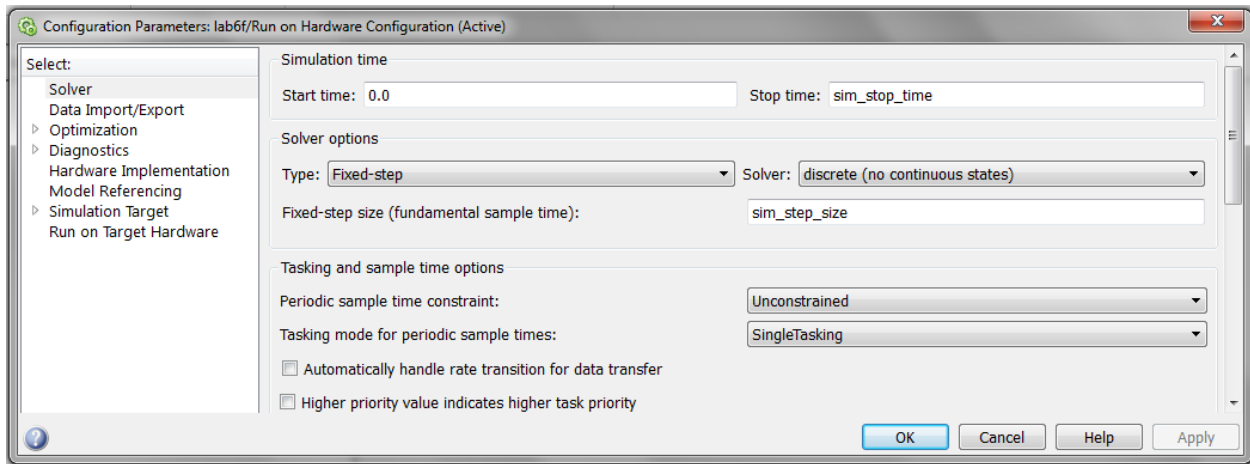 Configuration Parameters: lab6f/Run on Hardware Configuration (Active)
Select:
Solver
Data Import/Export
Optimization
Diagnostics
Hardware Implementation
Model Referencing
Simulation Target
Run on Target Hardware
Simulation time
Start time: 0.0 Stop time: sim_stop_time
Solver options
Type: Fixed-step Solver: discrete (no continuous states)
Fixed-step size (fundamental sample time): sim_step_size
Tasking and sample time options
Periodic sample time constraint: Unconstrained
Tasking mode for periodic sample times: SingleTasking
Automatically handle rate transition for data transfer
Higher priority value indicates higher task priority
OK Cancel Help Apply